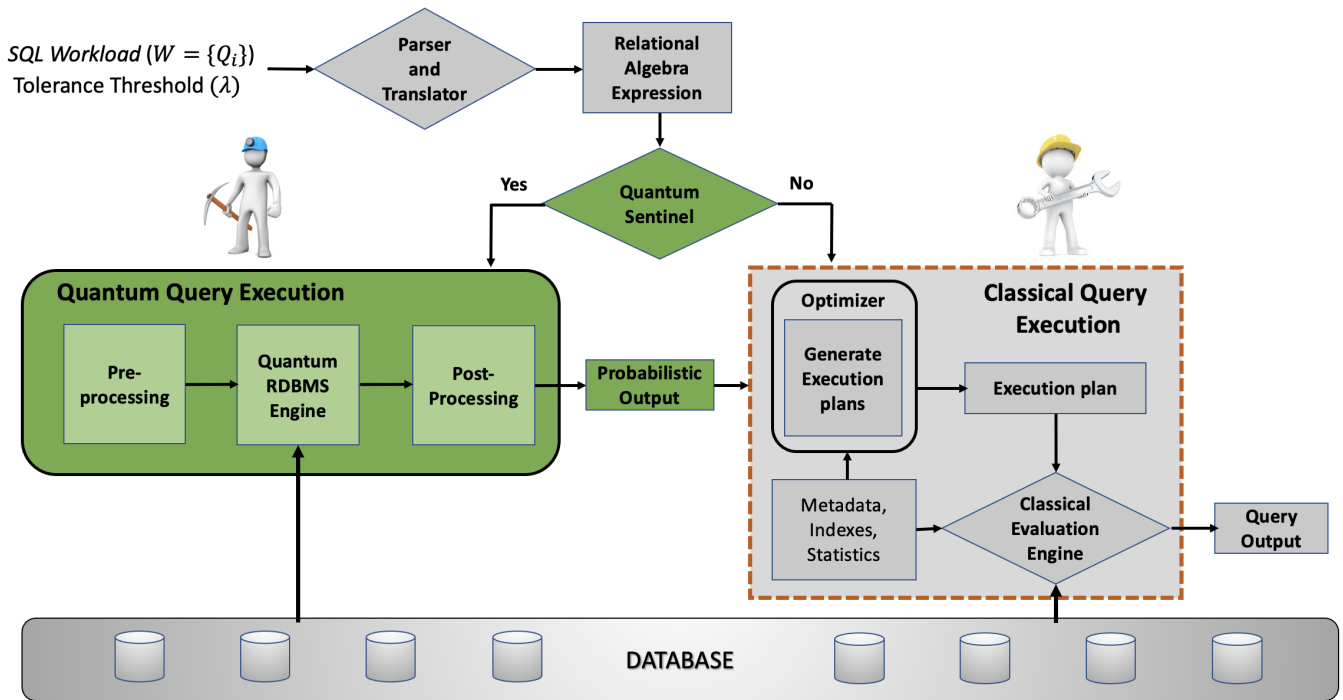 SQL Workload (W = {Qᵢ})
Tolerance Threshold (λ)
Parser
and
Translator
Relational
Algebra
Expression
Yes
Quantum
Sentinel
No
Quantum Query Execution
Pre-
processing
Quantum
RDBMS
Engine
Post-
Processing
Probabilistic
Output
Optimizer
Generate
Execution
plans
Classical Query
Execution
Execution plan
Metadata,
Indexes,
Statistics
Classical
Evaluation
Engine
Query
Output
DATABASE